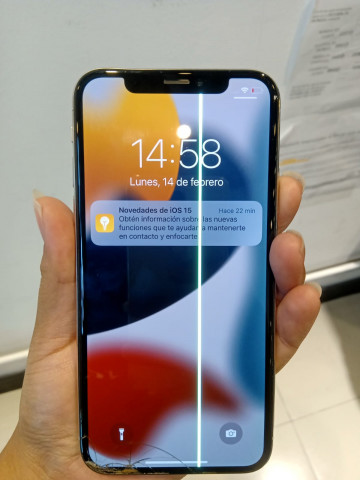 14:58
Lunes, 14 de febrero
Novedades de iOS 15
Hace 22 min
Obtén información sobre las nuevas
funciones que te ayudan a mantenerte
en contacto y enfocarte.